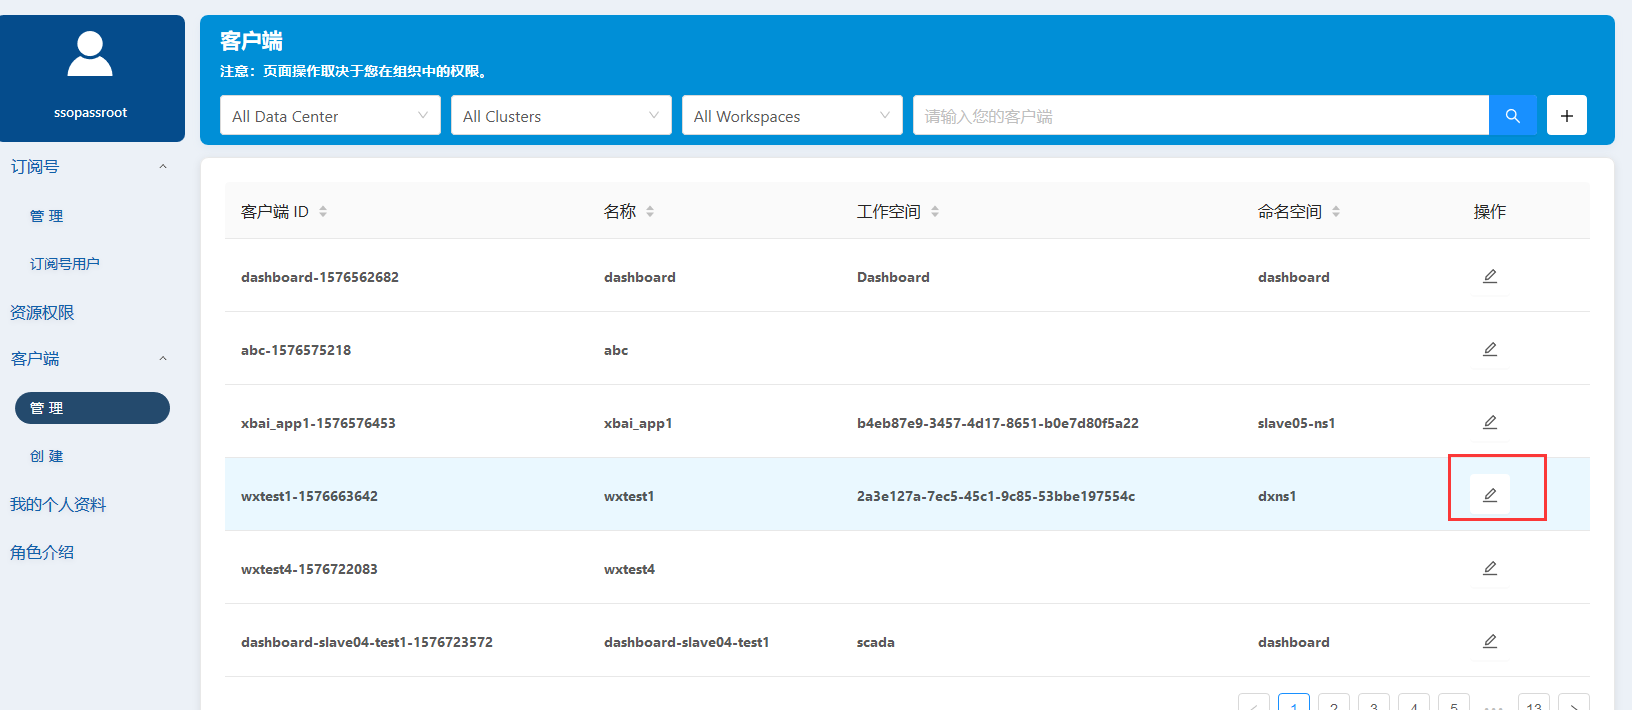 ssopassroot
订阅号
管 理
订阅号用户
资源权限
客户端
管 理
创 建
我的个人资料
角色介绍
客户端
注意：页面操作取决于您在组织中的权限。
All Data Center
All Clusters
All Workspaces
请输入您的客户端
客户端 ID 名称 工作空间 命名空间 操作
dashboard-1576562682 dashboard Dashboard dashboard
abc-1576575218 abc
xbai_app1-1576576453 xbai_app1 b4eb87e9-3457-4d17-8651-b0e7d80f5a22 slave05-ns1
wxtest1-1576663642 wxtest1 2a3e127a-7ec5-45c1-9c85-53bbe197554c dxns1
wxtest4-1576722083 wxtest4
dashboard-slave04-test1-1576723572 dashboard-slave04-test1 scada dashboard
1 2 3 4 5 ••• 13